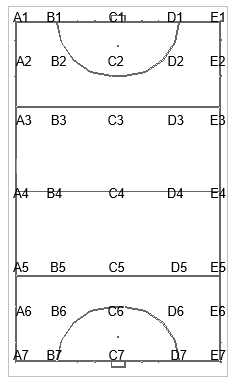 A1 B1 C1 D1 E1
A2 B2 C2 D2 E2
A3 B3 C3 D3 E3
A4 B4 C4 D4 E4
A5 B5 C5 D5 E5
A6 B6 C6 D6 E6
A7 B7 C7 D7 E7